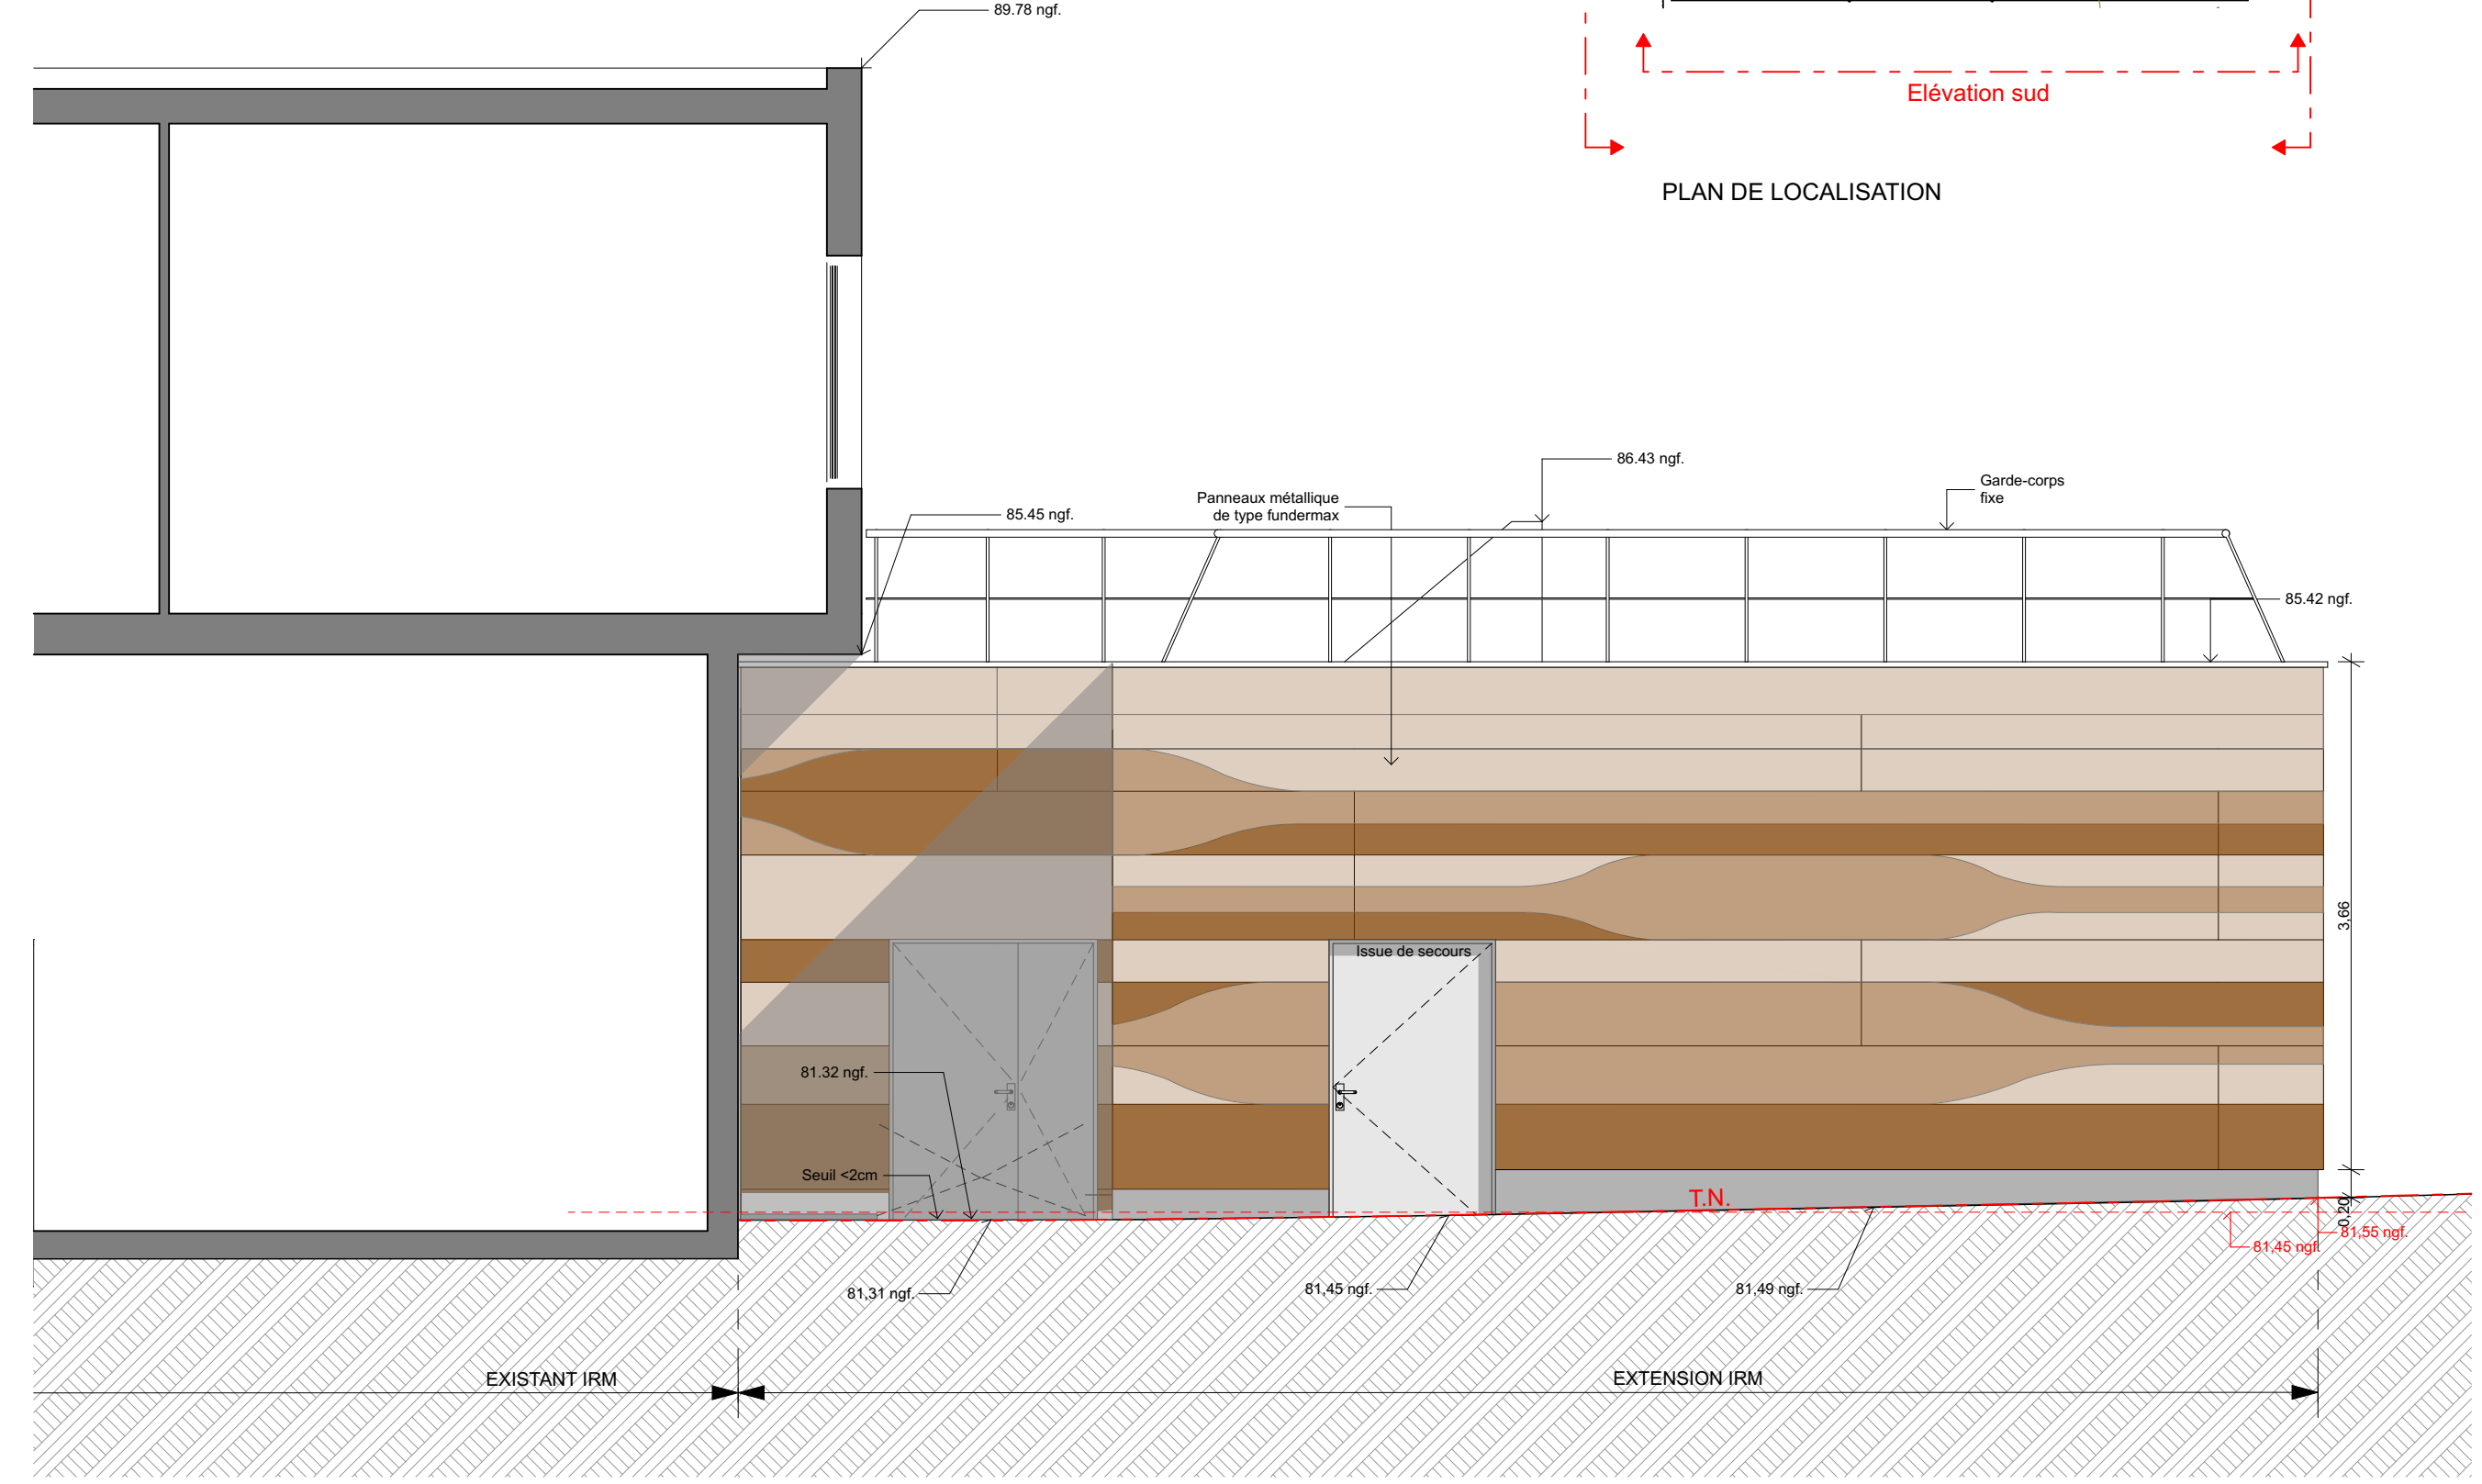 89.78 ngf.
Elévation sud
PLAN DE LOCALISATION
86.43 ngf.
Garde-corps
fixe
Panneaux métallique
de type fundermax
85.45 ngf.
85.42 ngf.
3,66
Issue de secours
81.32 ngf.
Seuil <2cm
T.N.
0,20
81,55 ngf.
81,45 ngf.
81,31 ngf.
81,45 ngf.
81,49 ngf.
EXISTANT IRM
EXTENSION IRM